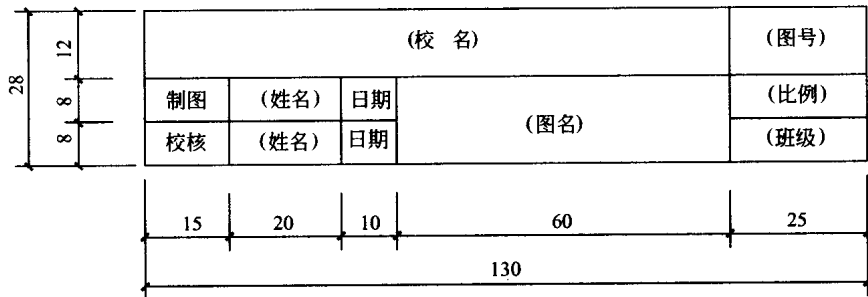 (校 名) (图号)
28 12 8 8
制图 (姓名) 日期 (图名) (比例)
校核 (姓名) 日期 (班级)
15 20 10 60 25
130